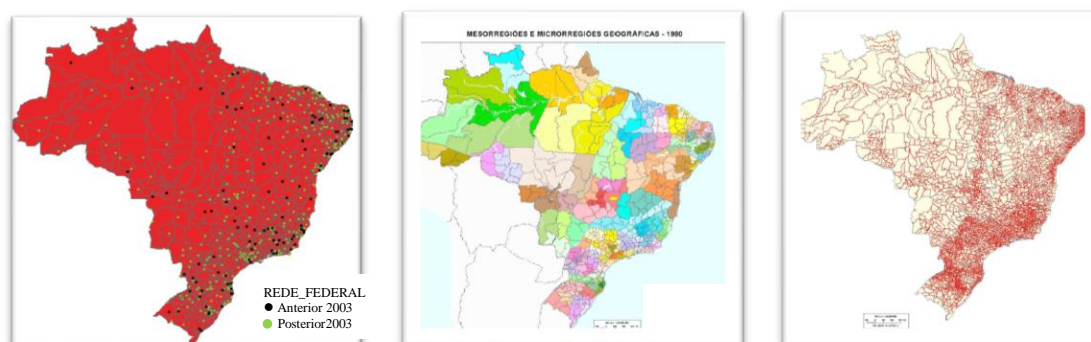 MESORREGIÕES E MICRORREGIÕES GEOGRÁFICAS - 1990
REDE_FEDERAL
Anterior 2003
Posterior2003